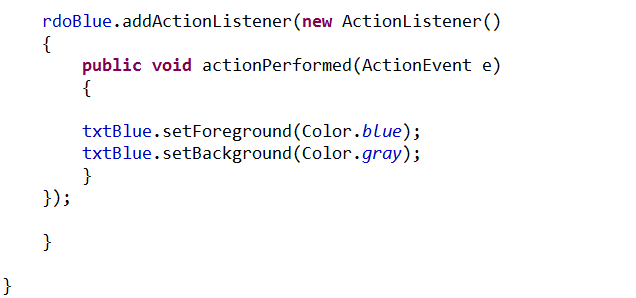 rdoBlue.addActionListener(new ActionListener()
{
public void actionPerformed(ActionEvent e)
{
txtBlue.setForeground(Color.blue);
txtBlue.setBackground(Color.gray);
}
});
}
}